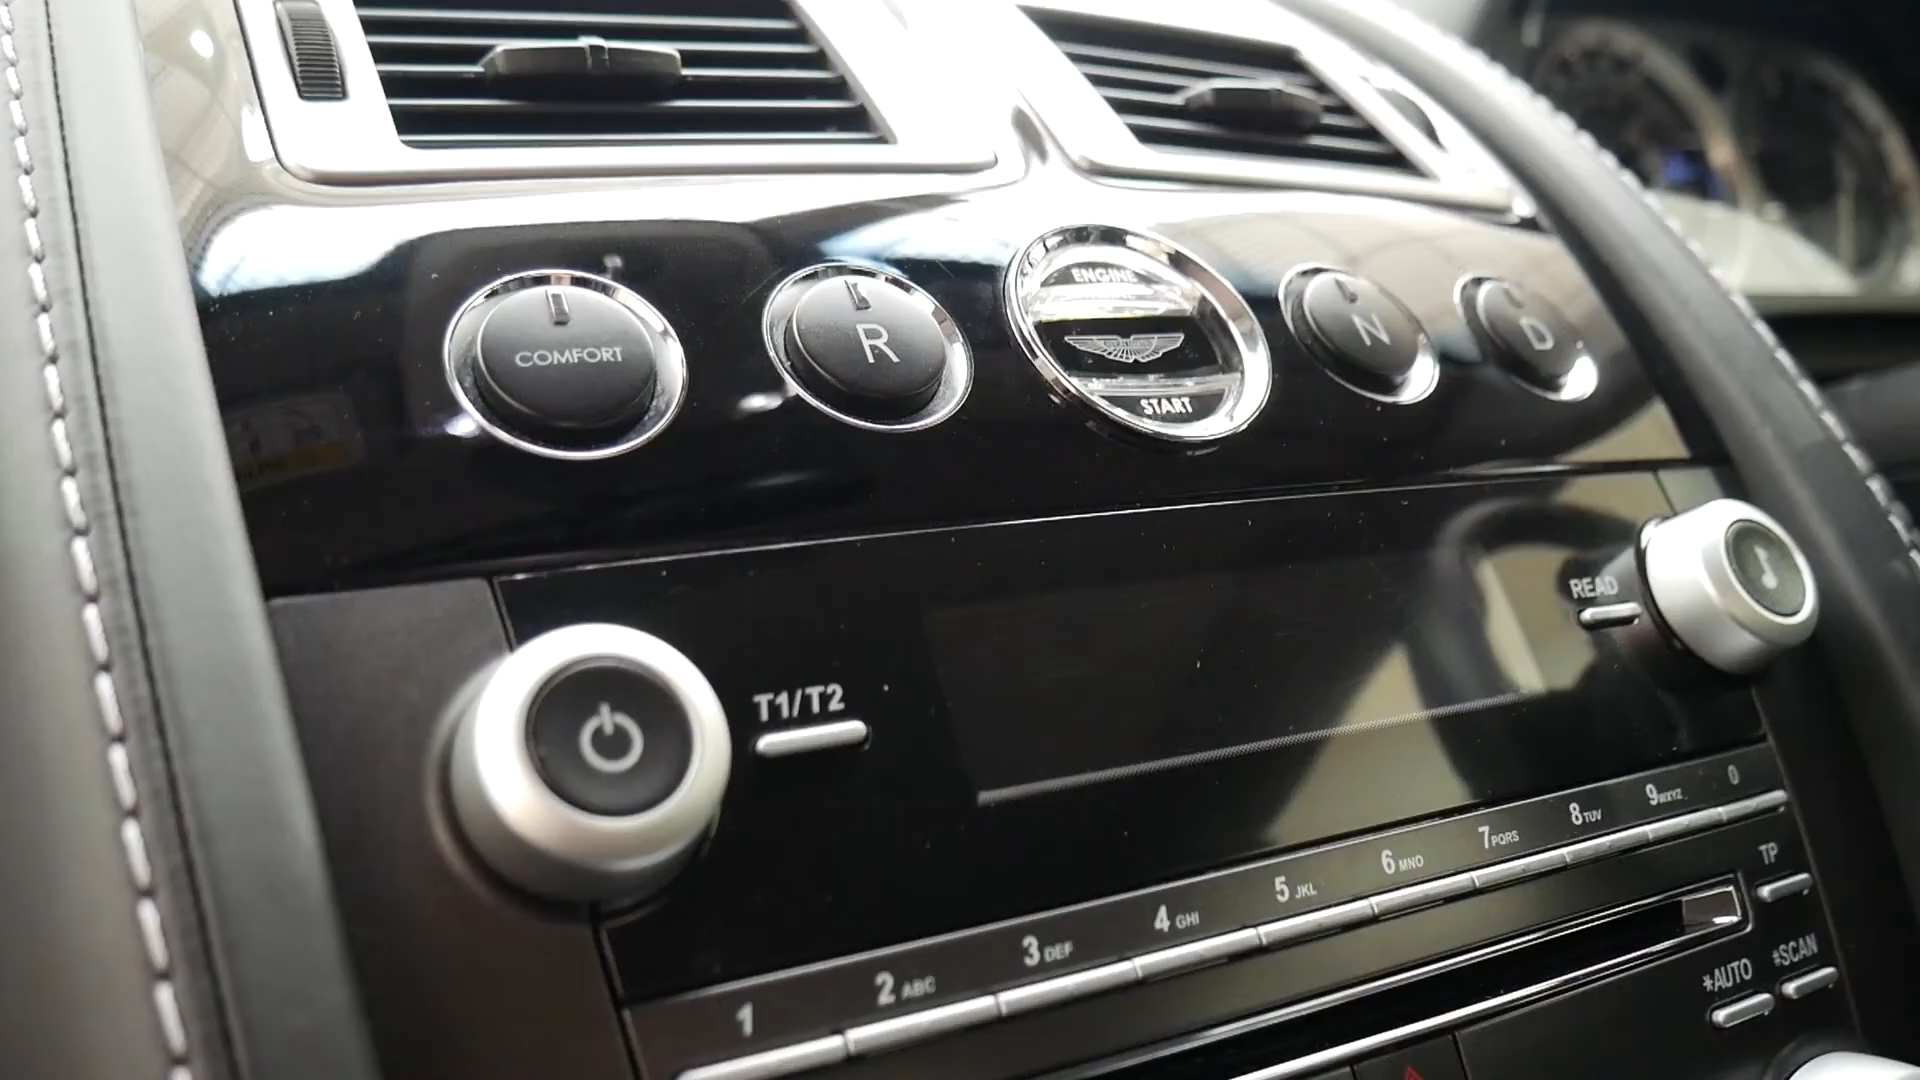 COMFORT
R
ENGINE
START
N
D
READ
T1/T2
1
2 ABC
3 DEF
4 GHI
5 JKL
6 MNO
7 PQRS
8 TUV
9 WXYZ
0
TP
*AUTO
#SCAN